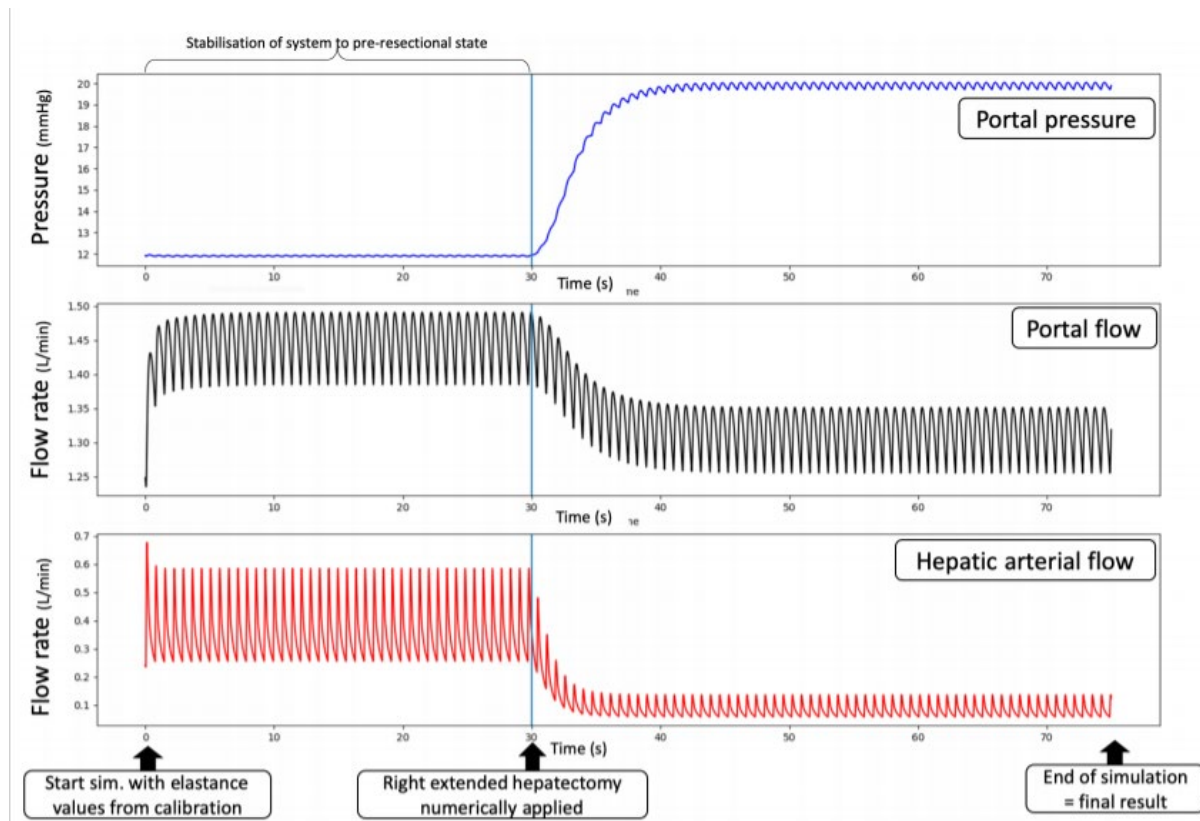 Stabilisation of system to pre-resectional state
Pressure (mmHg)
20
19
18
17
16
15
14
13
12
Portal pressure
0 10 20 30 40 50 60 70
Time (s) ne
Flow rate (L/min)
1.50
1.45
1.40
1.35
1.30
1.25
Portal flow
0 10 20 30 40 50 60 70
Time (s) ne
Flow rate (L/min)
0.7
0.6
0.5
0.4
0.3
0.2
0.1
Hepatic arterial flow
0 10 20 30 40 50 60 70
Time (s)
Start sim. with elastance
values from calibration
Right extended hepatectomy
numerically applied
End of simulation
= final result